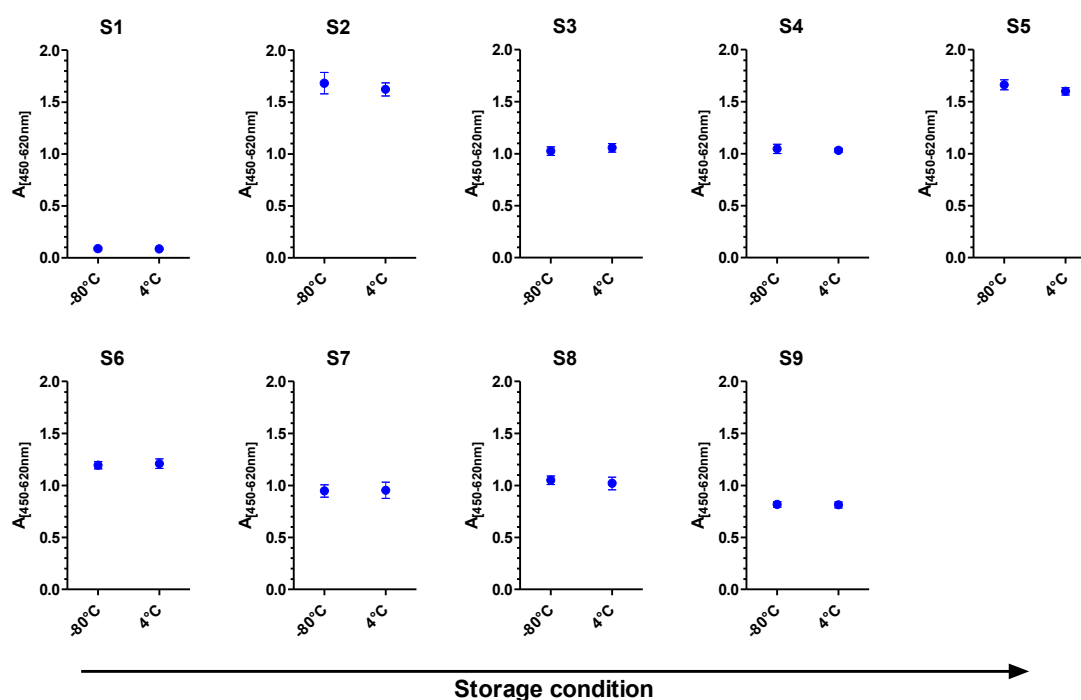 S1 S2 S3 S4 S5
2.0 2.0 2.0 2.0 2.0
1.5 1.5 1.5 1.5 1.5
1.0 1.0 1.0 1.0 1.0
0.5 0.5 0.5 0.5 0.5
0.0 0.0 0.0 0.0 0.0
A[450-620nm] A[450-620nm] A[450-620nm] A[450-620nm] A[450-620nm]
-80°C 4°C -80°C 4°C -80°C 4°C -80°C 4°C -80°C 4°C
S6 S7 S8 S9
2.0 2.0 2.0 2.0
1.5 1.5 1.5 1.5
1.0 1.0 1.0 1.0
0.5 0.5 0.5 0.5
0.0 0.0 0.0 0.0
A[450-620nm] A[450-620nm] A[450-620nm] A[450-620nm]
-80°C 4°C -80°C 4°C -80°C 4°C -80°C 4°C
Storage condition